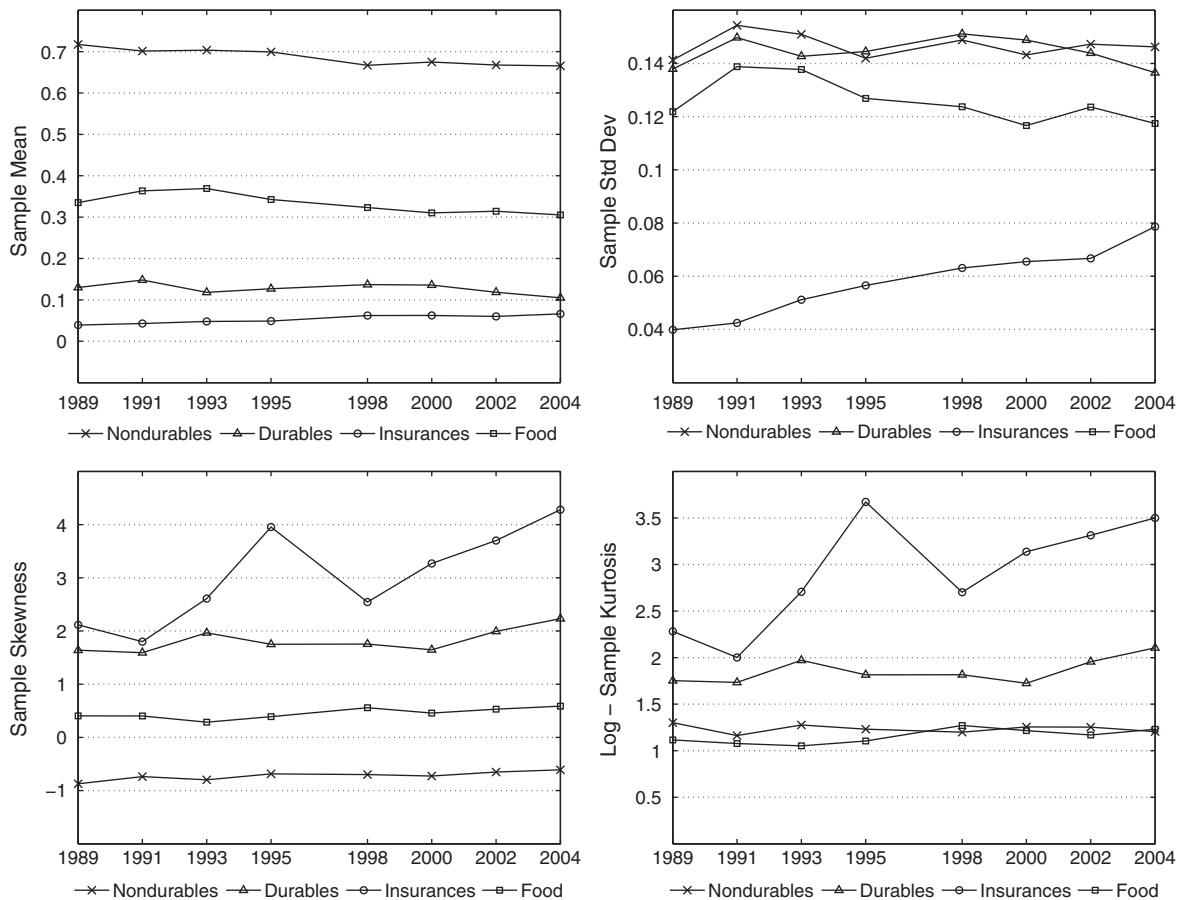 Sample Mean
0.7
0.6
0.5
0.4
0.3
0.2
0.1
0
1989 1991 1993 1995 1998 2000 2002 2004
Nondurables Durables Insurances Food
Sample Std Dev
0.14
0.12
0.1
0.08
0.06
0.04
1989 1991 1993 1995 1998 2000 2002 2004
Nondurables Durables Insurances Food
Sample Skewness
4
3
2
1
0
−1
1989 1991 1993 1995 1998 2000 2002 2004
Nondurables Durables Insurances Food
Log − Sample Kurtosis
3.5
3
2.5
2
1.5
1
0.5
1989 1991 1993 1995 1998 2000 2002 2004
Nondurables Durables Insurances Food